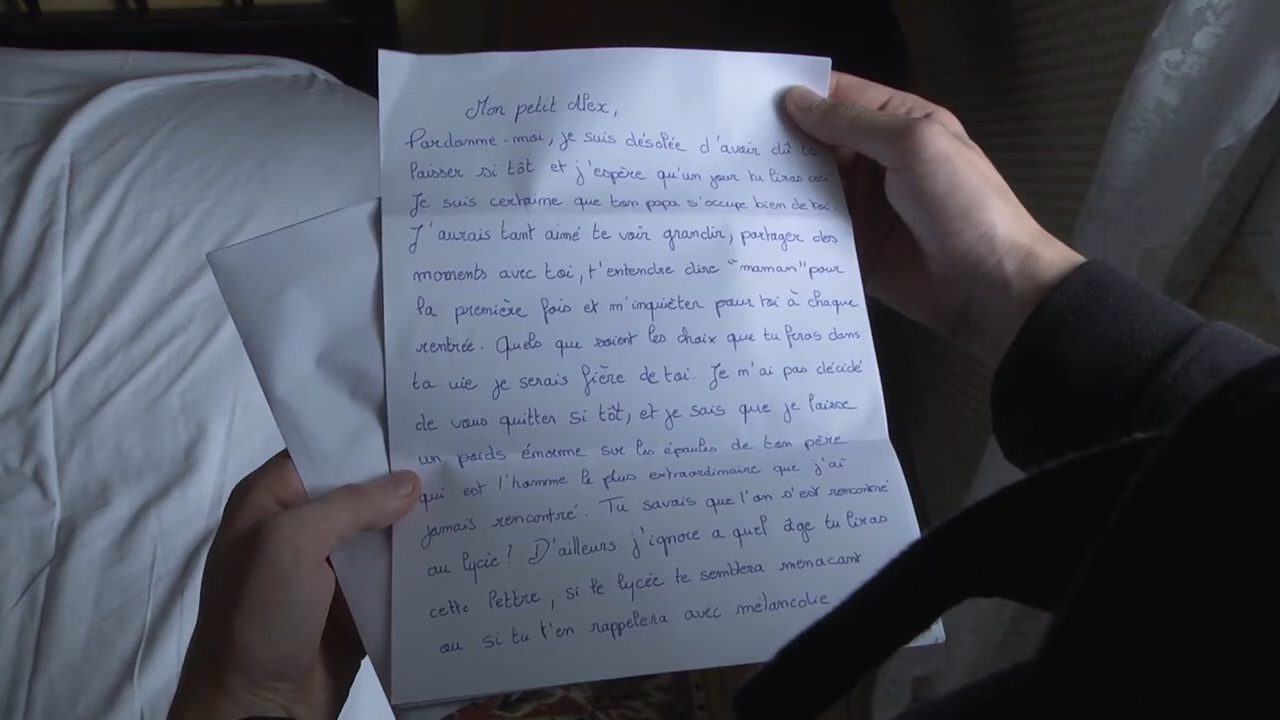 Mon petit Alex,
Pardonne-moi, je suis désolée d'avoir dû te
laisser si tôt et j'espère qu'un jour tu liras ceci
Je suis certaine que ton papa s'occupe bien de toi.
J'aurais tant aimé te voir grandir, partager des
moments avec toi, t'entendre dire "maman" pour
la première fois et m'inquièter pour toi à chaque
rentrée. Quels que soient les choix que tu feras dans
ta vie je serais fière de toi. Je m'ai pas décidé
de vous quitter si tôt, et je sais que je laisse
un poids énorme sur les épaules de ton père
qui est l'homme le plus extraordinaire que j'ai
jamais rencontré. Tu savais que l'on s'est rencontré
au lycée! D'ailleurs j'ignore a quel âge tu liras
cette lettre, si le lycée te semblera menacant
ou si tu t'en rappelera avec mélancolie.